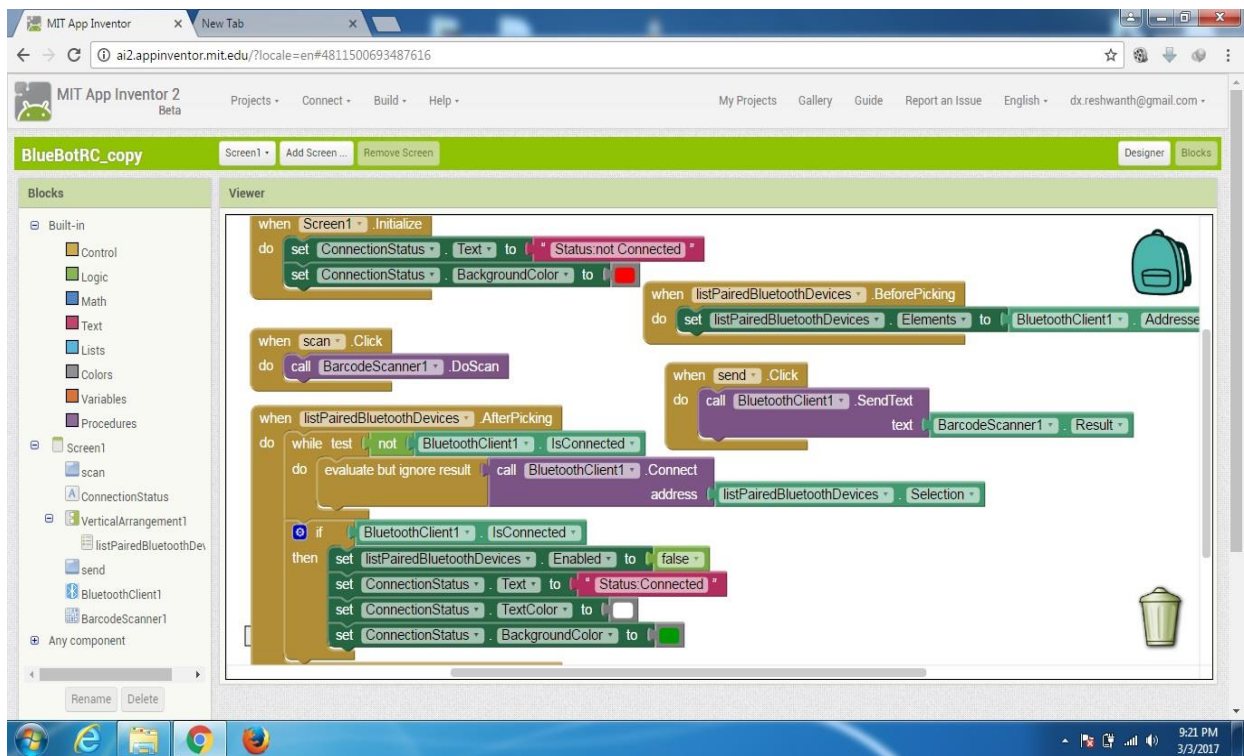 MIT App Inventor
New Tab
ai2.appinventor.mit.edu/?locale=en#4811500693487616
MIT App Inventor 2
Beta
Projects Connect Build Help My Projects Gallery Guide Report an Issue English dx.reshwanth@gmail.com
BlueBotRC_copy Screen1 Add Screen ... Remove Screen Designer Blocks
Blocks
Built-in
Control
Logic
Math
Text
Lists
Colors
Variables
Procedures
Screen1
scan
ConnectionStatus
VerticalArrangement1
listPairedBluetoothDev
send
BluetoothClient1
BarcodeScanner1
Any component
Rename Delete
Viewer
when Screen1 .Initialize
do set ConnectionStatus . Text to " Status:not Connected "
set ConnectionStatus . BackgroundColor to
when listPairedBluetoothDevices .BeforePicking
do set listPairedBluetoothDevices . Elements to BluetoothClient1 . Addresse
when scan .Click
do call BarcodeScanner1 .DoScan
when send .Click
do call BluetoothClient1 .SendText
text BarcodeScanner1 . Result
when listPairedBluetoothDevices .AfterPicking
do while test not BluetoothClient1 . IsConnected
do evaluate but ignore result call BluetoothClient1 .Connect
address listPairedBluetoothDevices . Selection
if BluetoothClient1 . IsConnected
then set listPairedBluetoothDevices . Enabled to false
set ConnectionStatus . Text to " Status:Connected "
set ConnectionStatus . TextColor to
set ConnectionStatus . BackgroundColor to
9:21 PM
3/3/2017